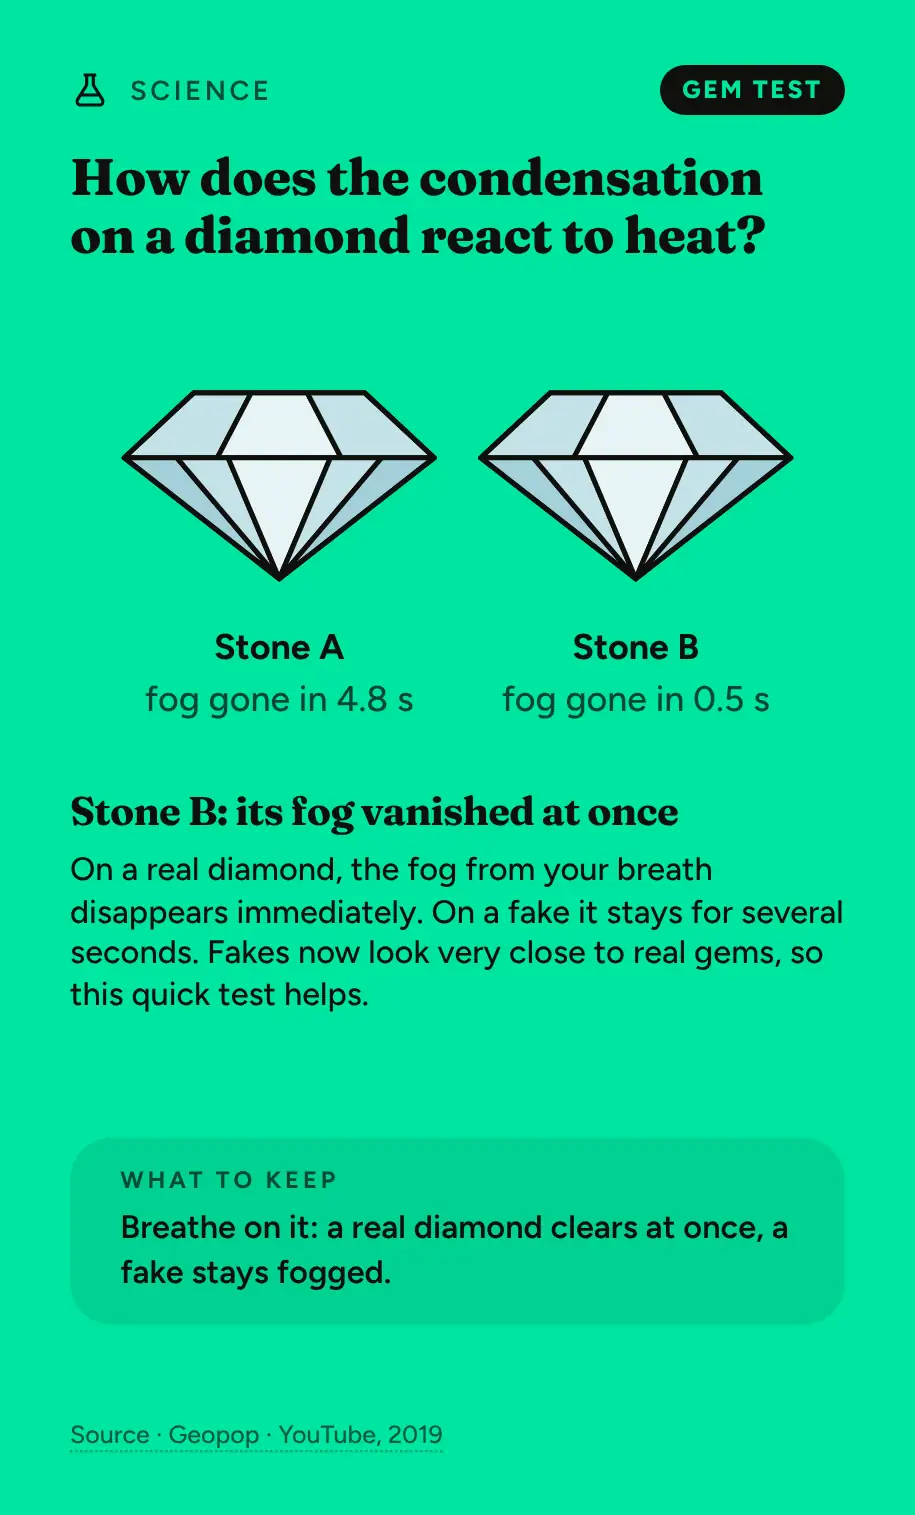 SCIENCE
GEM TEST
How does the condensation
on a diamond react to heat?
Stone A
fog gone in 4.8 s
Stone B
fog gone in 0.5 s
Stone B: its fog vanished at once
On a real diamond, the fog from your breath
disappears immediately. On a fake it stays for several
seconds. Fakes now look very close to real gems, so
this quick test helps.
WHAT TO KEEP
Breathe on it: a real diamond clears at once, a
fake stays fogged.
Source · Geopop · YouTube, 2019